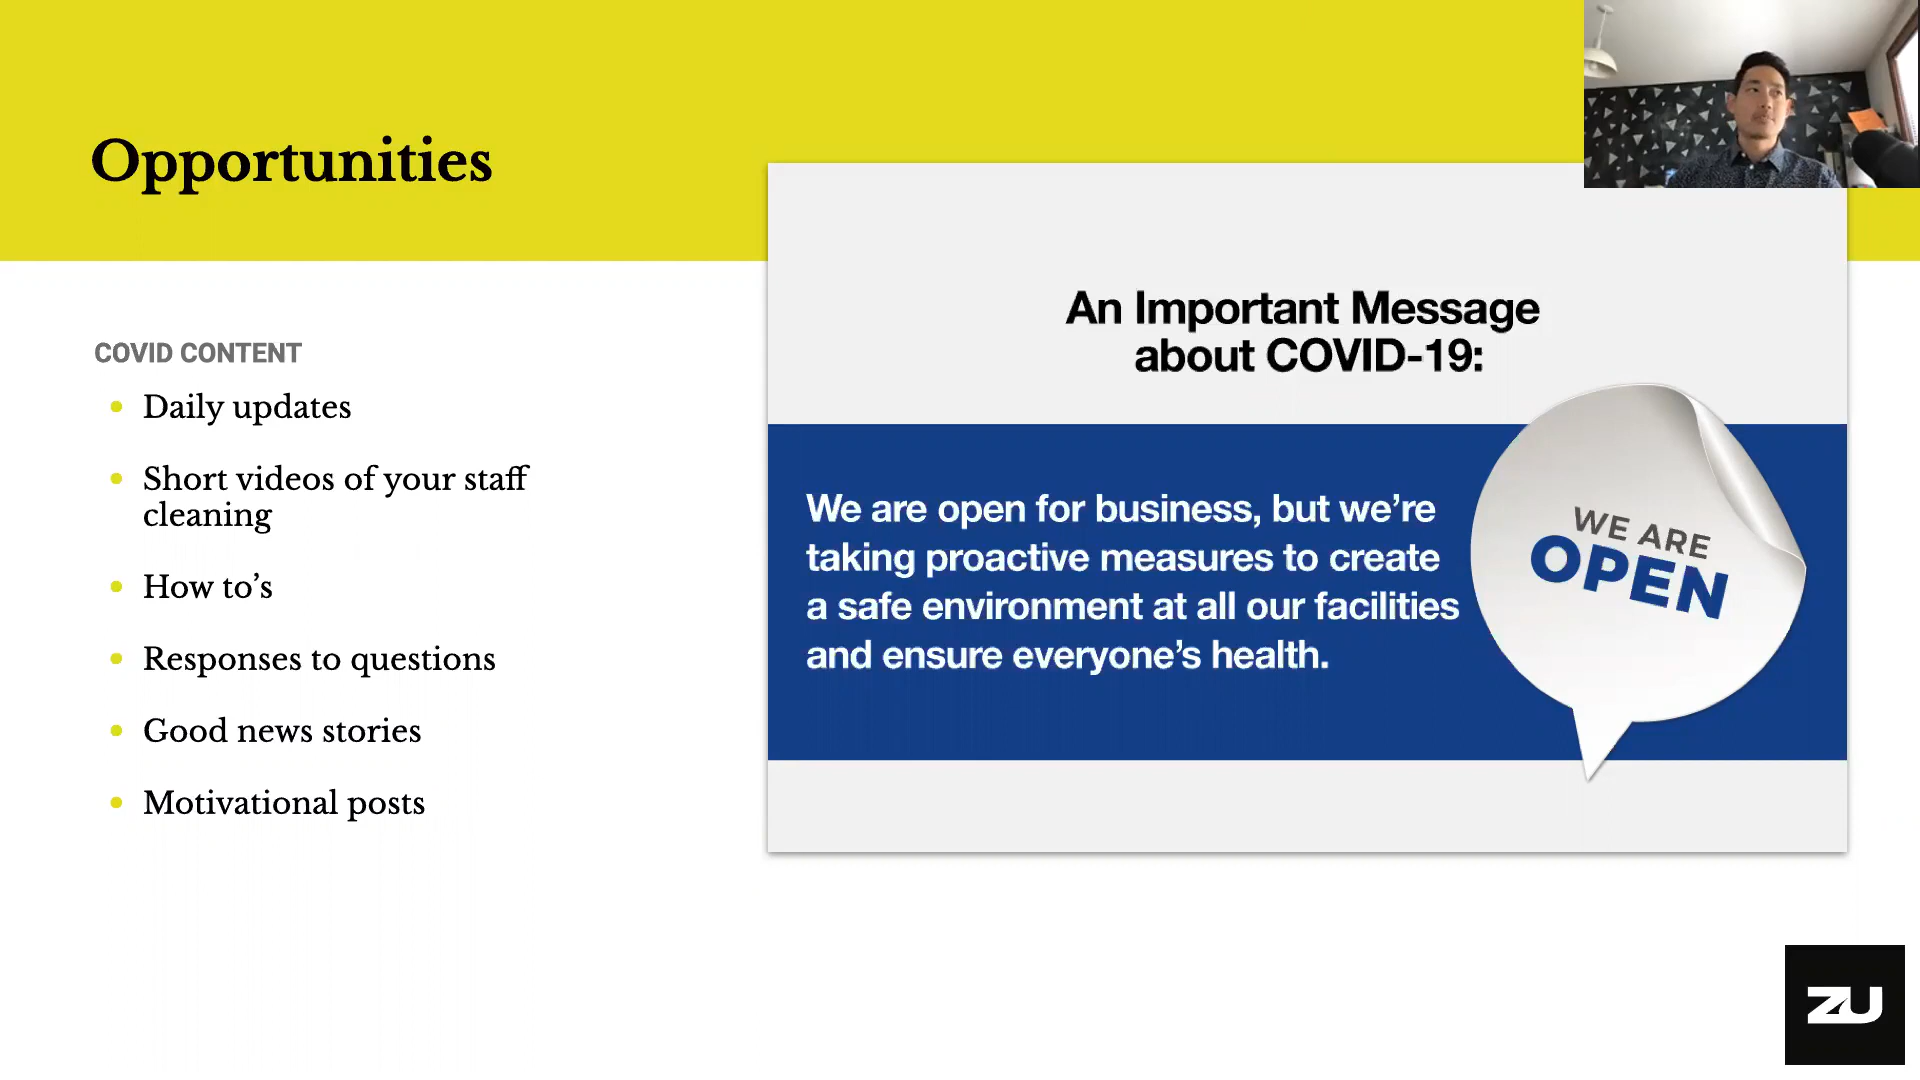 Opportunities
COVID CONTENT
Daily updates
Short videos of your staff
cleaning
How to’s
Responses to questions
Good news stories
Motivational posts
An Important Message
about COVID-19:
We are open for business, but we’re
taking proactive measures to create
a safe environment at all our facilities
and ensure everyone’s health.
WE ARE
OPEN
ZU